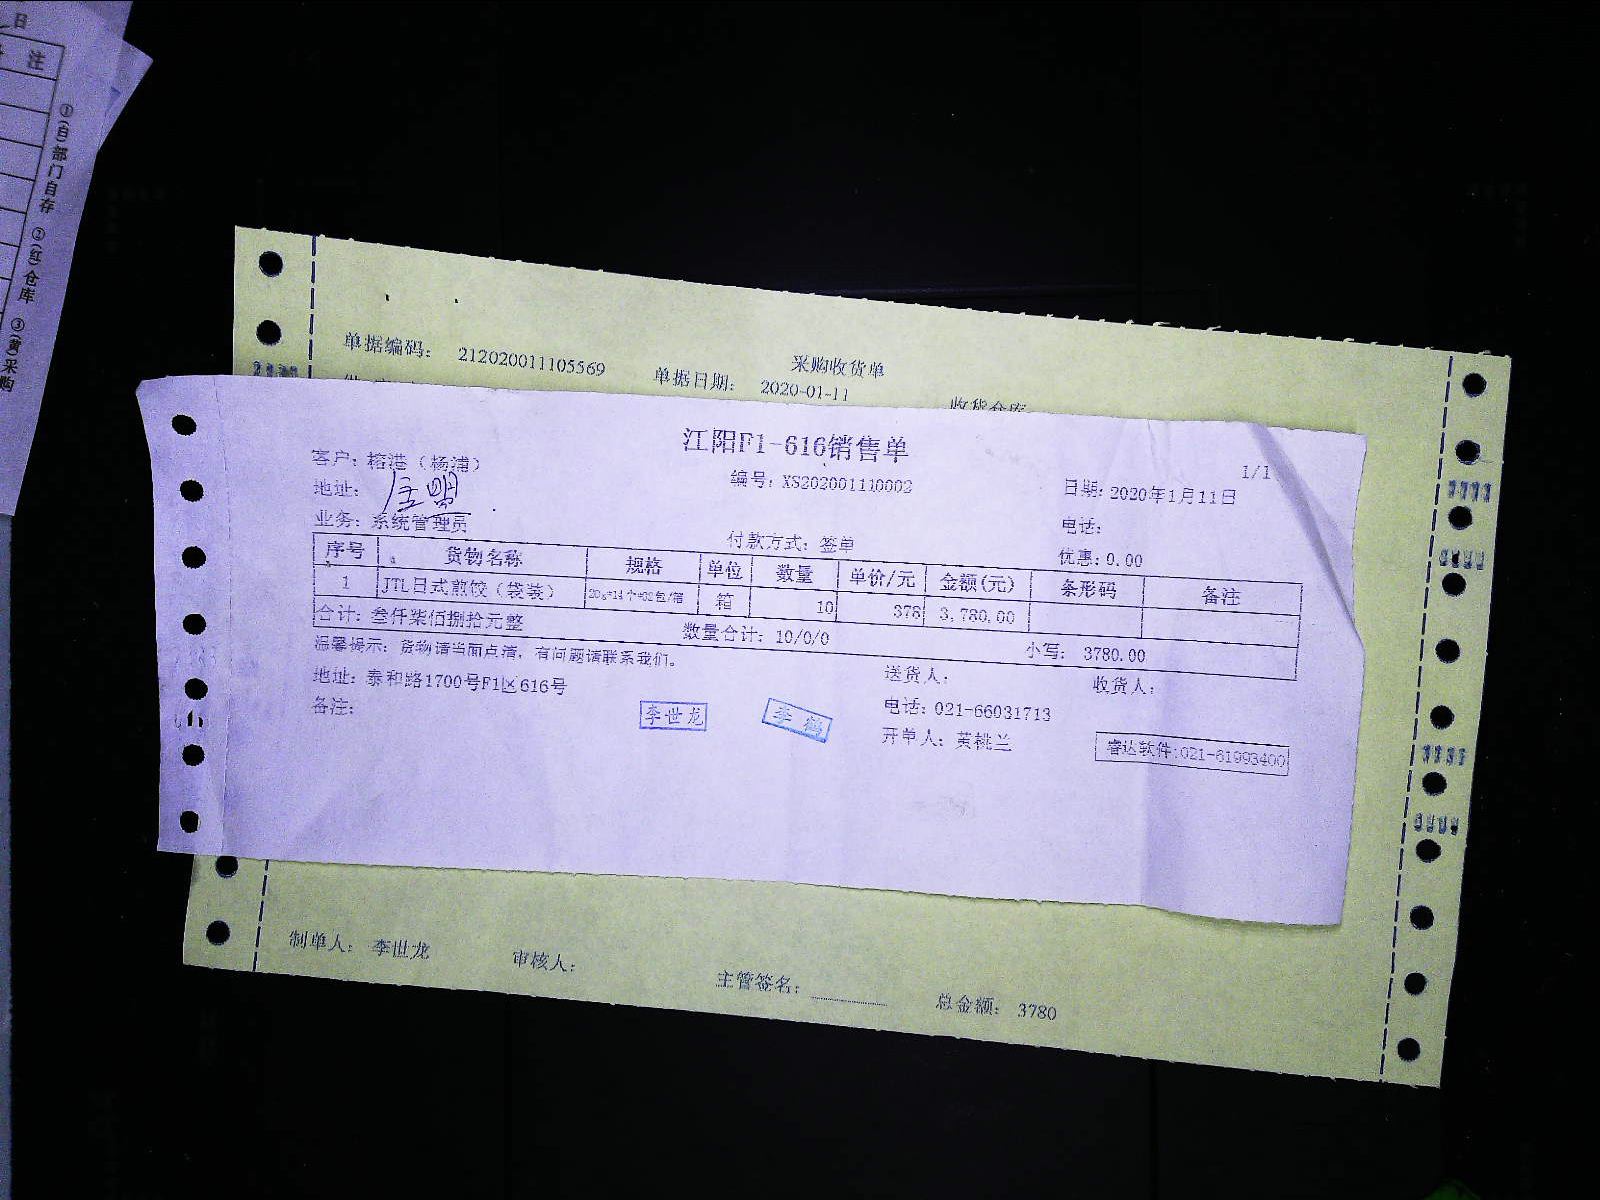 日
注
①(白)部门自存 ②(红)仓库 ③(黄)采购
采购收货单
单据编码: 212020011105569 单据日期: 2020-01-11 收货仓库
江阳F1-616销售单
1/1
客户: 榕港（杨浦） 编号: XS202001110002 日期: 2020年1月11日
地址: 电话:
业务: 系统管理员 付款方式: 签单 优惠: 0.00
序号 货物名称 规格 单位 数量 单价/元 金额(元) 条形码 备注
1 JTL日式煎饺（袋装） 箱 10 378 3,780.00
合计: 叁仟柒佰捌拾元整 数量合计: 10/0/0 小写: 3780.00
温馨提示: 货物请当面点清，有问题请联系我们。 送货人: 收货人:
地址: 泰和路1700号F1区616号 电话: 021-66031713
备注: 李世龙 李鹤 开单人: 黄桃兰 睿达软件:021-61993400
制单人: 李世龙 审核人: 主管签名: 总金额: 3780